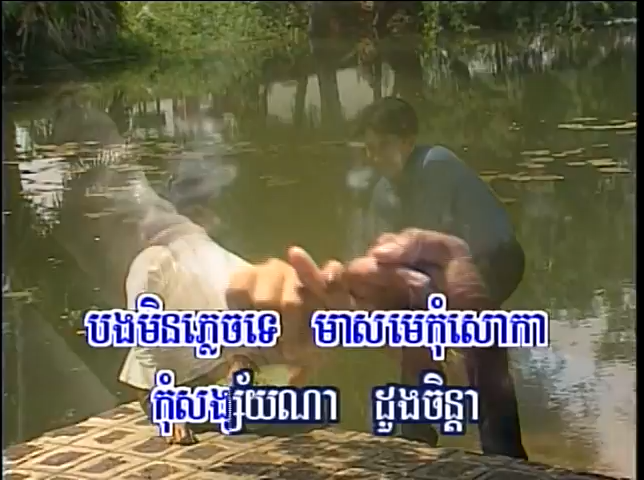 បងមិនភ្លេចទេ មាសមេកុំសោកា
កុំសង្ស័យណា ដួងចិន្តា